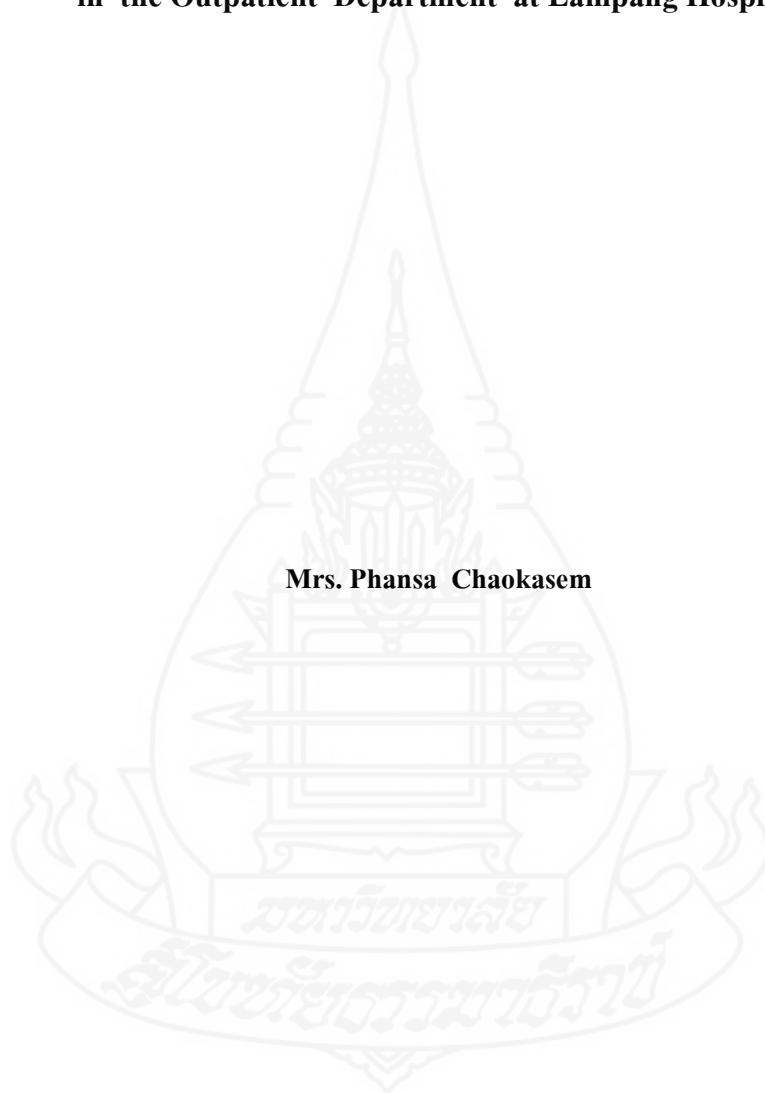 in the Outpatient Department at Lampang
Mrs. Phansa Chaokasem
มหาวิทยาลัย
สุโขทัยธรรมาธิราช